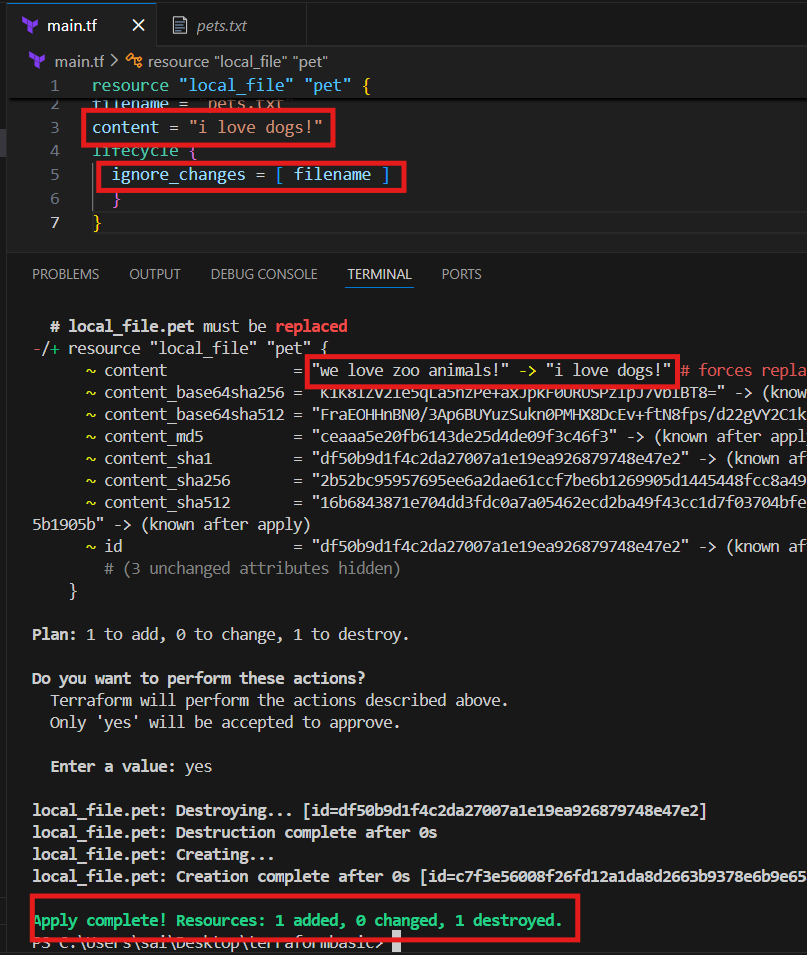 main.tf
pets.txt
main.tf > resource "local_file" "pet"
1 resource "local_file" "pet" {
2 filename = "pets.txt"
3 content = "i love dogs!"
4 lifecycle {
5 ignore_changes = [ filename ]
6 }
7 }
PROBLEMS OUTPUT DEBUG CONSOLE TERMINAL PORTS
# local_file.pet must be replaced
-/+ resource "local_file" "pet" {
~ content = "we love zoo animals!" -> "i love dogs!" # forces repla
~ content_base64sha256 = -> (know
~ content_base64sha512 = "FraEOHHnBN0/3Ap6BUYuzSukn0PMHX8DcEv+ftN8fps/d22gVY2C1k
~ content_md5 = "ceaaa5e20fb6143de25d4de09f3c46f3" -> (known after appl
~ content_sha1 = "df50b9d1f4c2da27007a1e19ea926879748e47e2" -> (known af
~ content_sha256 = "2b52bc95957695ee6a2dae61ccf7be6b1269905d1445448fcc8a49
~ content_sha512 = "16b6843871e704dd3fdc0a7a05462ecd2ba49f43cc1d7f03704bfe
5b1905b" -> (known after apply)
~ id = "df50b9d1f4c2da27007a1e19ea926879748e47e2" -> (known af
# (3 unchanged attributes hidden)
}
Plan: 1 to add, 0 to change, 1 to destroy.
Do you want to perform these actions?
Terraform will perform the actions described above.
Only 'yes' will be accepted to approve.
Enter a value: yes
local_file.pet: Destroying... [id=df50b9d1f4c2da27007a1e19ea926879748e47e2]
local_file.pet: Destruction complete after 0s
local_file.pet: Creating...
local_file.pet: Creation complete after 0s [id=c7f3e56008f26fd12a1da8d2663b9378e6b9e65
Apply complete! Resources: 1 added, 0 changed, 1 destroyed.
PS C:\Users\sai\Desktop\terraformbasic>